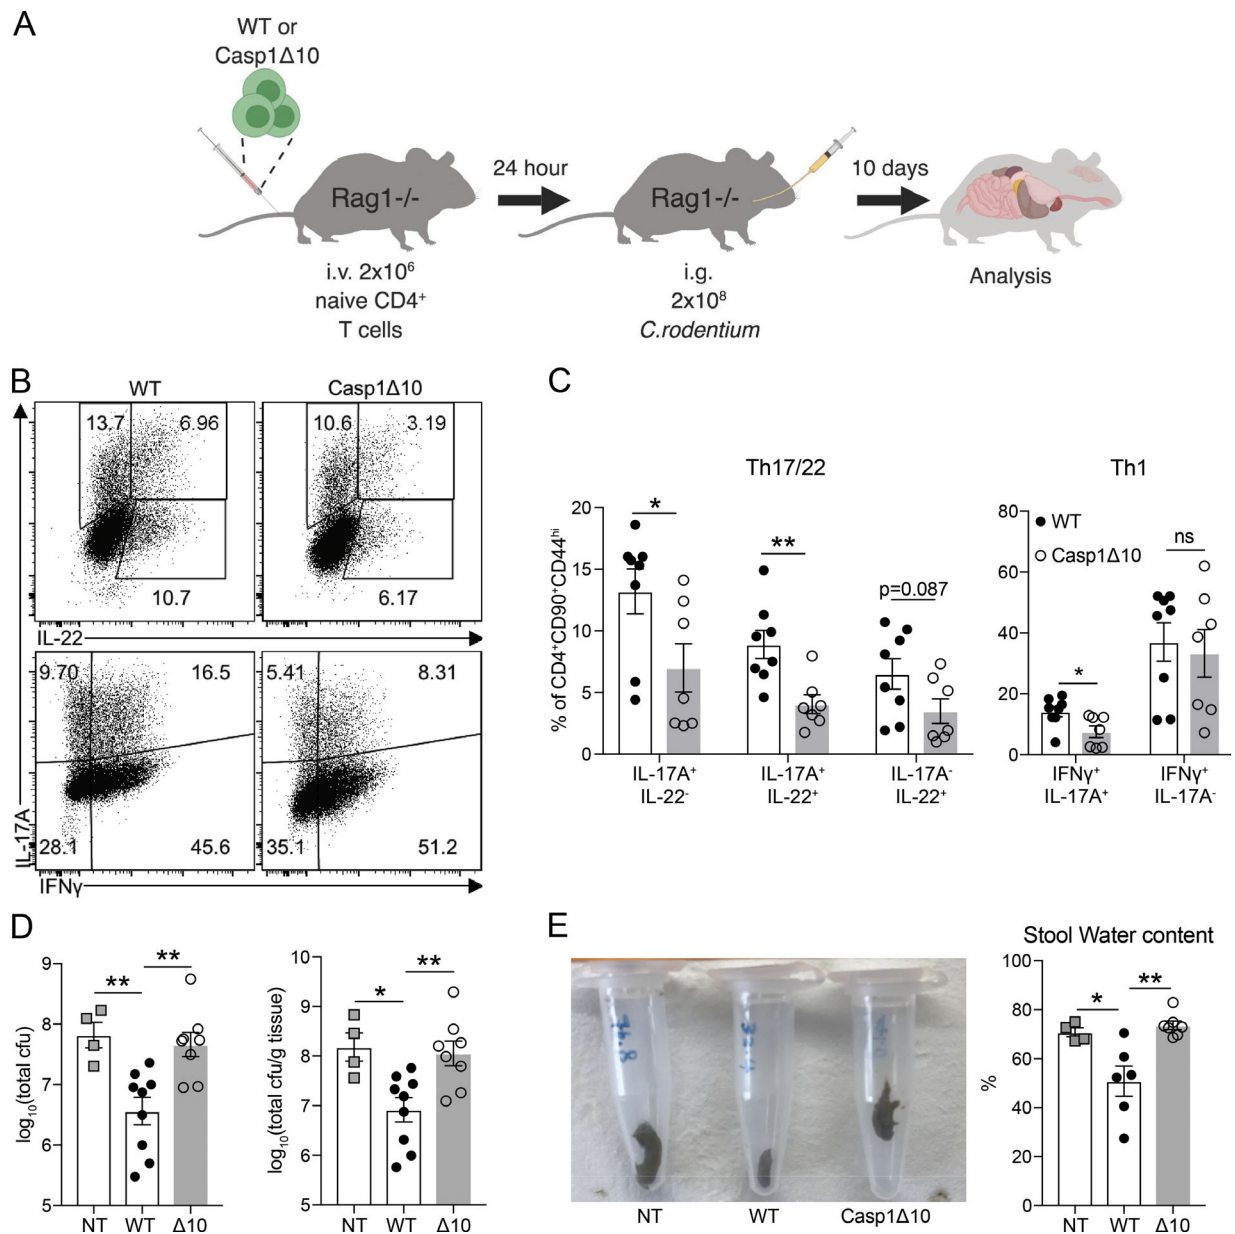 A
WT or
Casp1Δ10
Rag1-/-
24 hour
Rag1-/-
10 days
i.v. 2x10⁶
naive CD4⁺
T cells
i.g.
2x10⁸
C.rodentium
Analysis
B
WT
Casp1Δ10
13.7
6.96
10.6
3.19
10.7
6.17
IL-22
9.70
16.5
5.41
8.31
28.1
45.6
35.1
51.2
IL-17A
IFNγ
C
Th17/22
Th1
% of CD4⁺CD90⁺CD44ʰⁱ
20
15
10
5
0
*
**
p=0.087
IL-17A⁺
IL-22⁻
IL-17A⁺
IL-22⁺
IL-17A⁻
IL-22⁺
80
60
40
20
0
WT
Casp1Δ10
*
ns
IFNγ⁺
IL-17A⁺
IFNγ⁺
IL-17A⁻
D
log₁₀(total cfu)
9
8
7
6
5
**
**
NT
WT
Δ10
log₁₀(total cfu/g tissue)
10
9
8
7
6
5
*
**
NT
WT
Δ10
E
NT
WT
Casp1Δ10
Stool Water content
%
100
80
60
40
20
0
*
**
NT
WT
Δ10